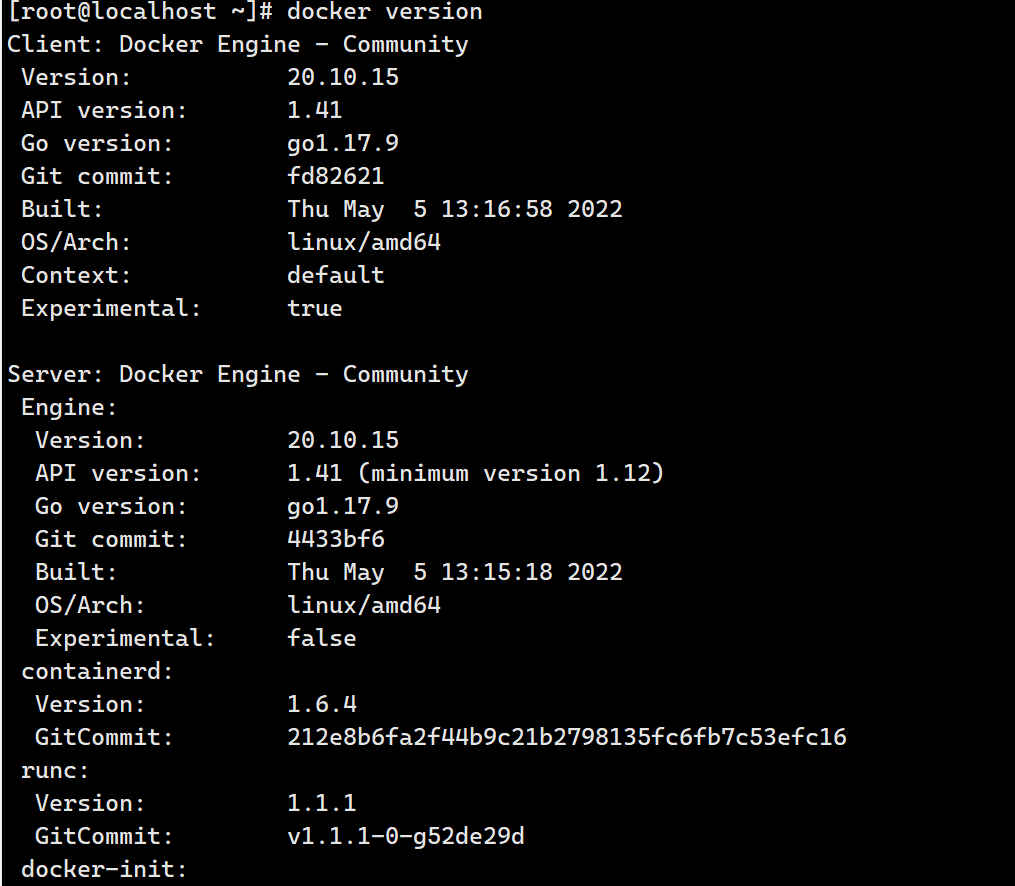 [root@localhost ~]# docker version
Client: Docker Engine - Community
 Version:           20.10.15
 API version:       1.41
 Go version:        go1.17.9
 Git commit:        fd82621
 Built:             Thu May  5 13:16:58 2022
 OS/Arch:           linux/amd64
 Context:           default
 Experimental:      true

Server: Docker Engine - Community
 Engine:
  Version:          20.10.15
  API version:      1.41 (minimum version 1.12)
  Go version:       go1.17.9
  Git commit:       4433bf6
  Built:            Thu May  5 13:15:18 2022
  OS/Arch:          linux/amd64
  Experimental:     false
 containerd:
  Version:          1.6.4
  GitCommit:        212e8b6fa2f44b9c21b2798135fc6fb7c53efc16
 runc:
  Version:          1.1.1
  GitCommit:        v1.1.1-0-g52de29d
 docker-init: